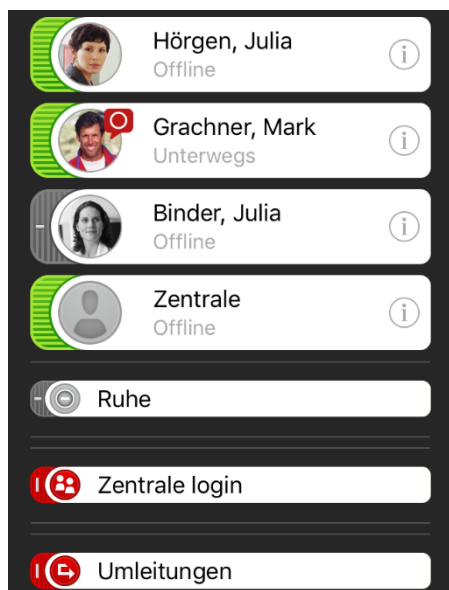 Hörgen, Julia
Offline
Grachner, Mark
Unterwegs
Binder, Julia
Offline
Zentrale
Offline
Ruhe
Zentrale login
Umleitungen